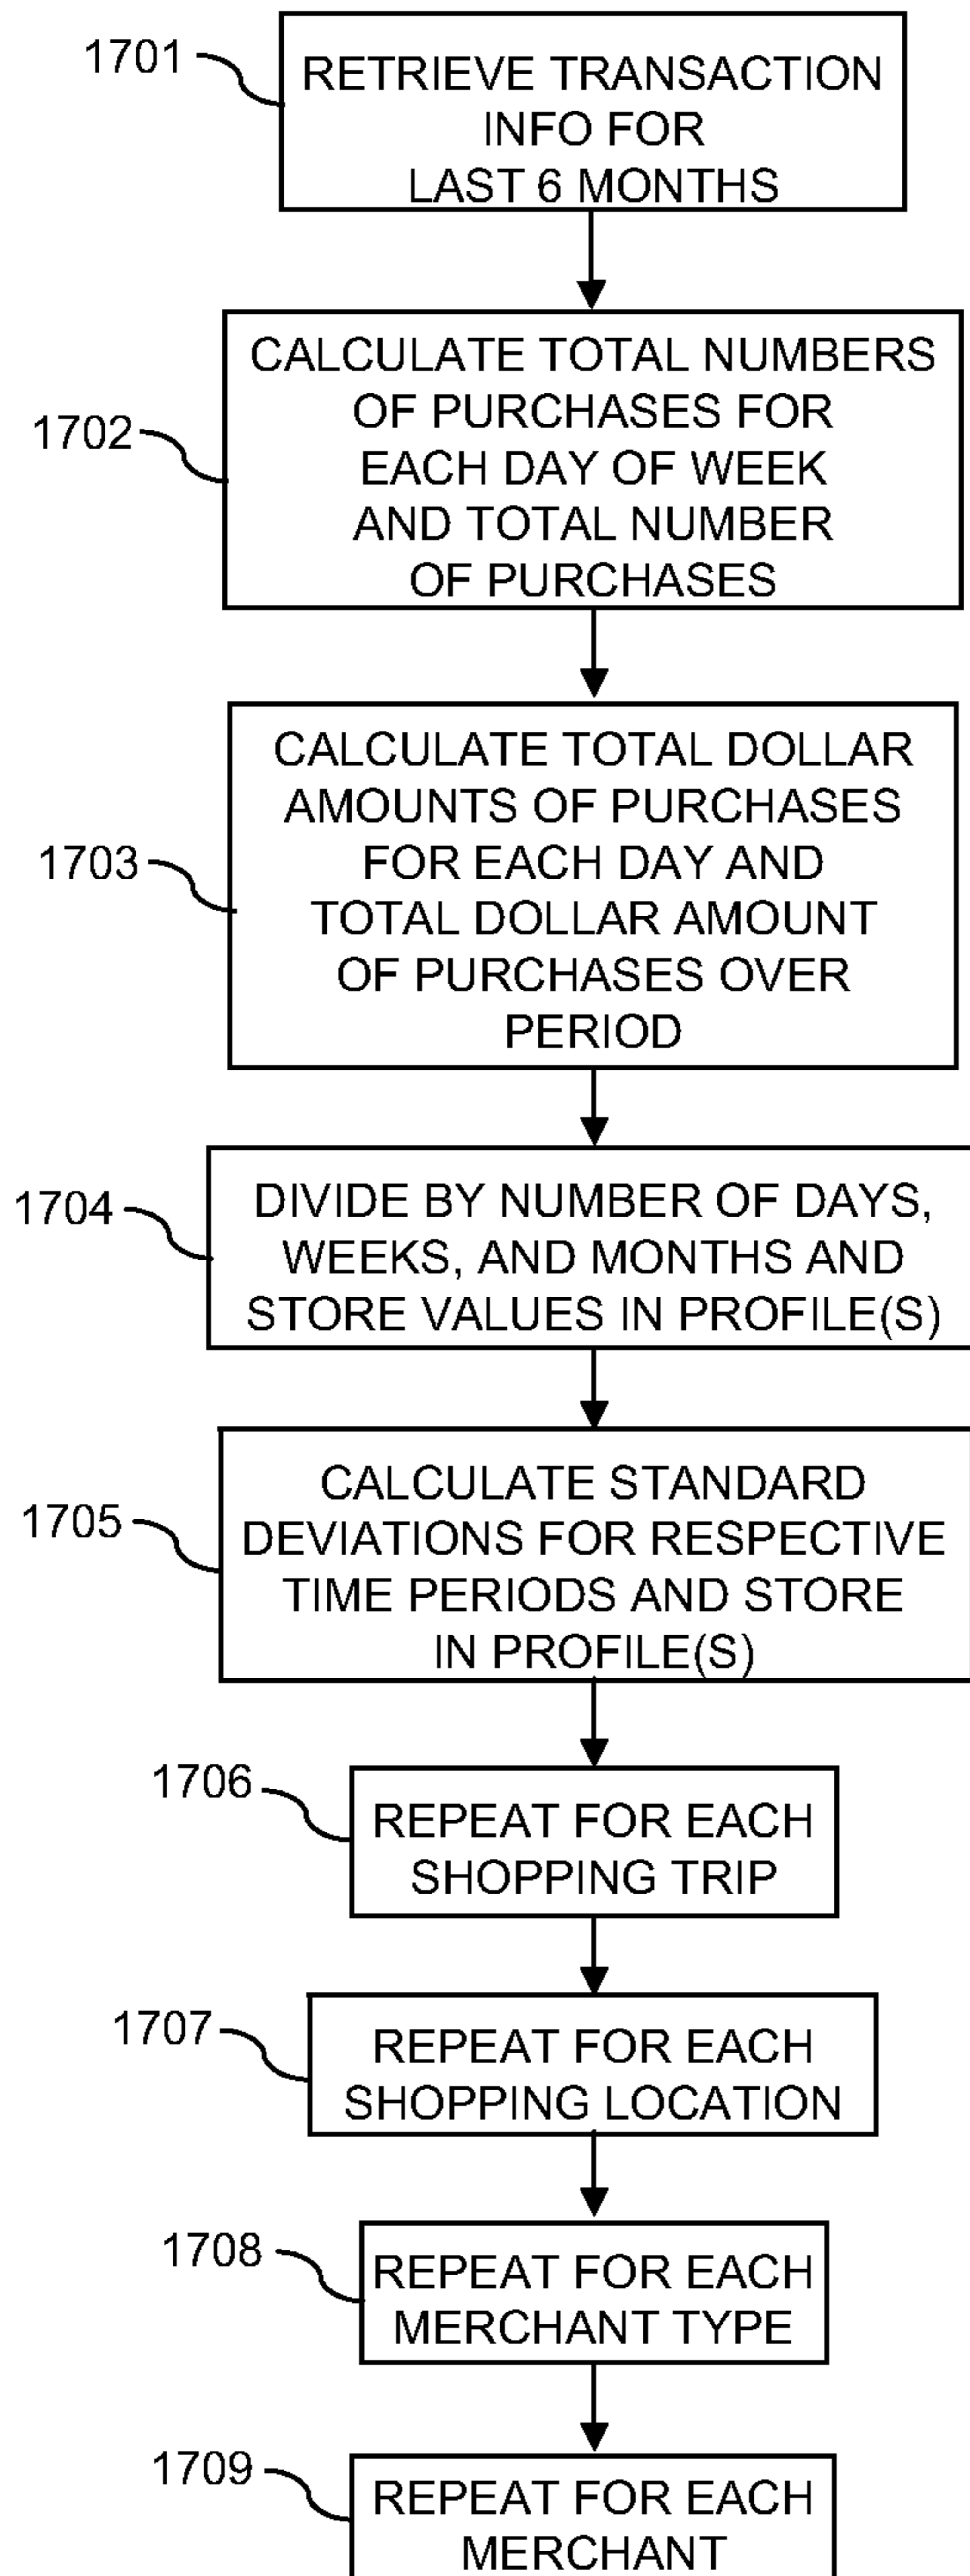 1701
RETRIEVE TRANSACTION
INFO FOR
LAST 6 MONTHS
1702
CALCULATE TOTAL NUMBERS
OF PURCHASES FOR
EACH DAY OF WEEK
AND TOTAL NUMBER
OF PURCHASES
1703
CALCULATE TOTAL DOLLAR
AMOUNTS OF PURCHASES
FOR EACH DAY AND
TOTAL DOLLAR AMOUNT
OF PURCHASES OVER
PERIOD
1704
DIVIDE BY NUMBER OF DAYS,
WEEKS, AND MONTHS AND
STORE VALUES IN PROFILE(S)
1705
CALCULATE STANDARD
DEVIATIONS FOR RESPECTIVE
TIME PERIODS AND STORE
IN PROFILE(S)
1706
REPEAT FOR EACH
SHOPPING TRIP
1707
REPEAT FOR EACH
SHOPPING LOCATION
1708
REPEAT FOR EACH
MERCHANT TYPE
1709
REPEAT FOR EACH
MERCHANT